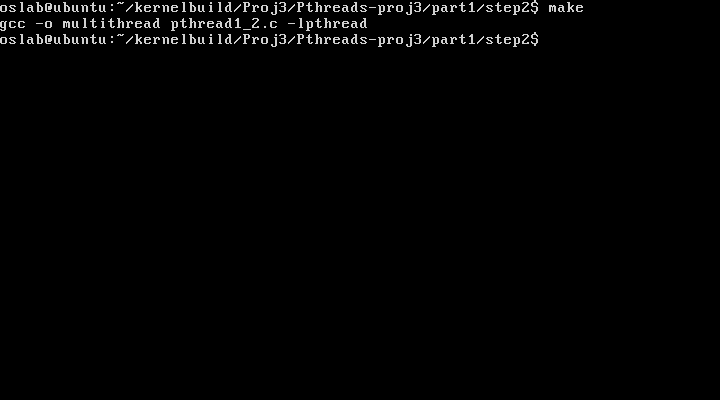 oslab@ubuntu:~/kernelbuild/Proj3/Pthreads-proj3/part1/step2$ make
gcc -o multithread pthread1_2.c -lpthread
oslab@ubuntu:~/kernelbuild/Proj3/Pthreads-proj3/part1/step2$